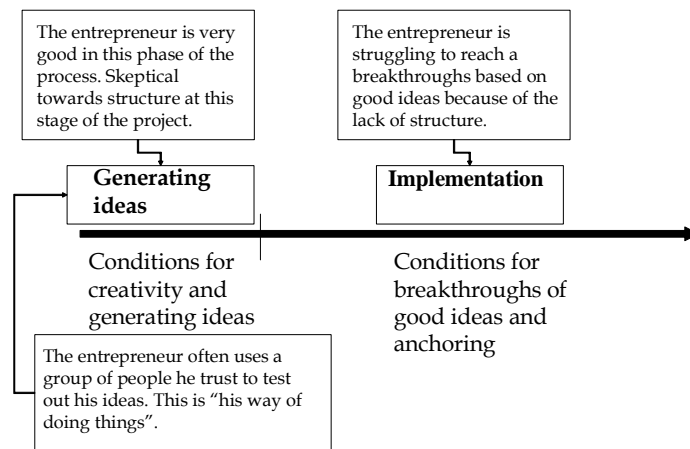 The entrepreneur is very
good in this phase of the
process. Skeptical
towards structure at this
stage of the project.
The entrepreneur is
struggling to reach a
breakthroughs based on
good ideas because of the
lack of structure.
Generating
ideas
Implementation
Conditions for
creativity and
generating ideas
Conditions for
breakthroughs of
good ideas and
anchoring
The entrepreneur often uses a
group of people he trust to test
out his ideas. This is “his way of
doing things”.